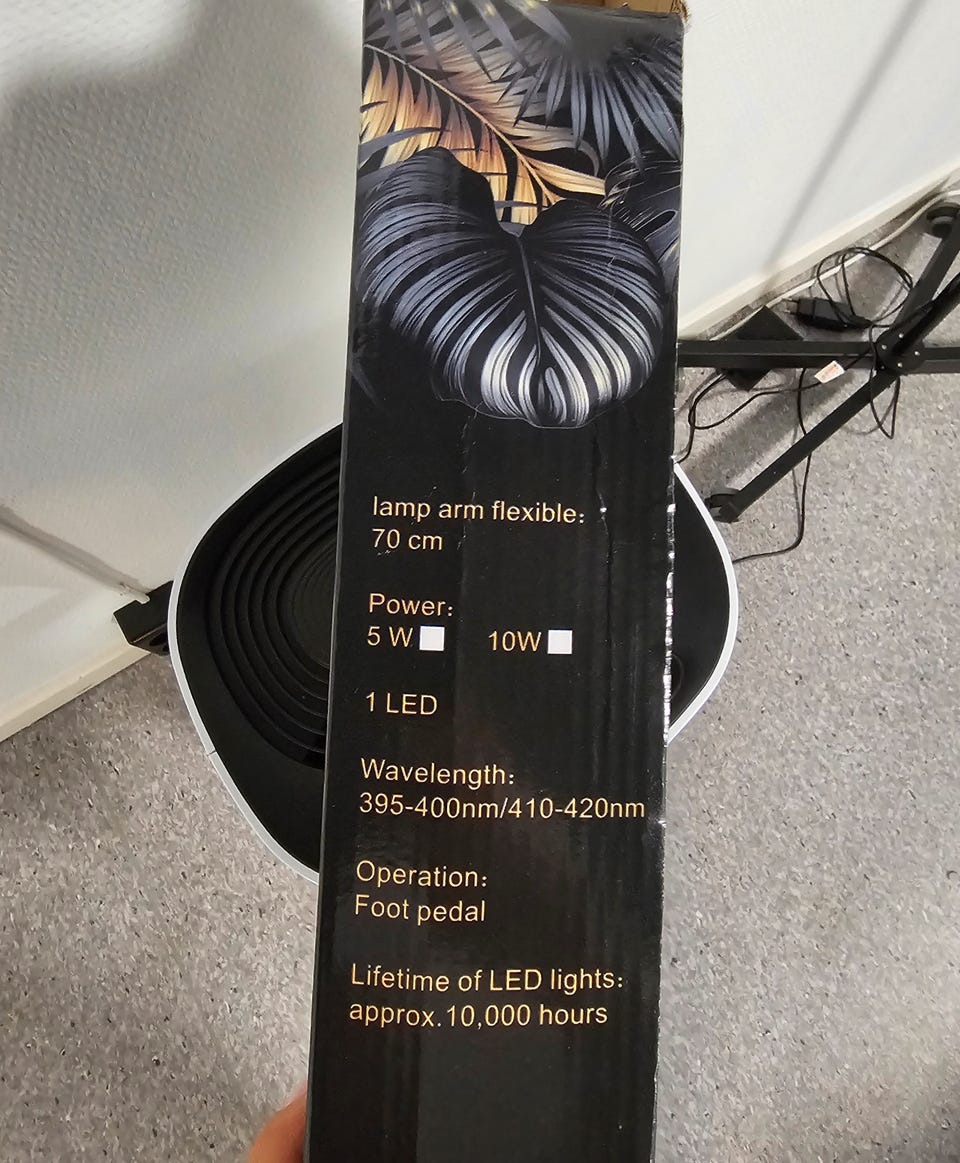 lamp arm flexible:
70 cm
Power:
5 W 10W
1 LED
Wavelength:
395-400nm/410-420nm
Operation:
Foot pedal
Lifetime of LED lights:
approx.10,000 hours